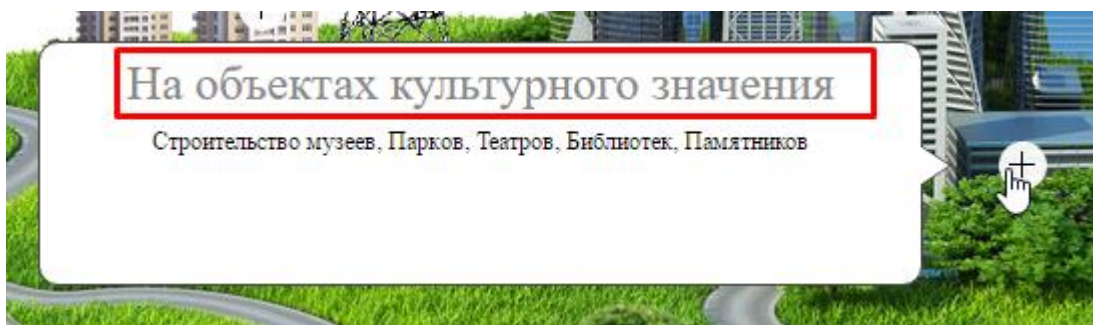 На объектах культурного значения
Строительство музеев, Парков, Театров, Библиотек, Памятников